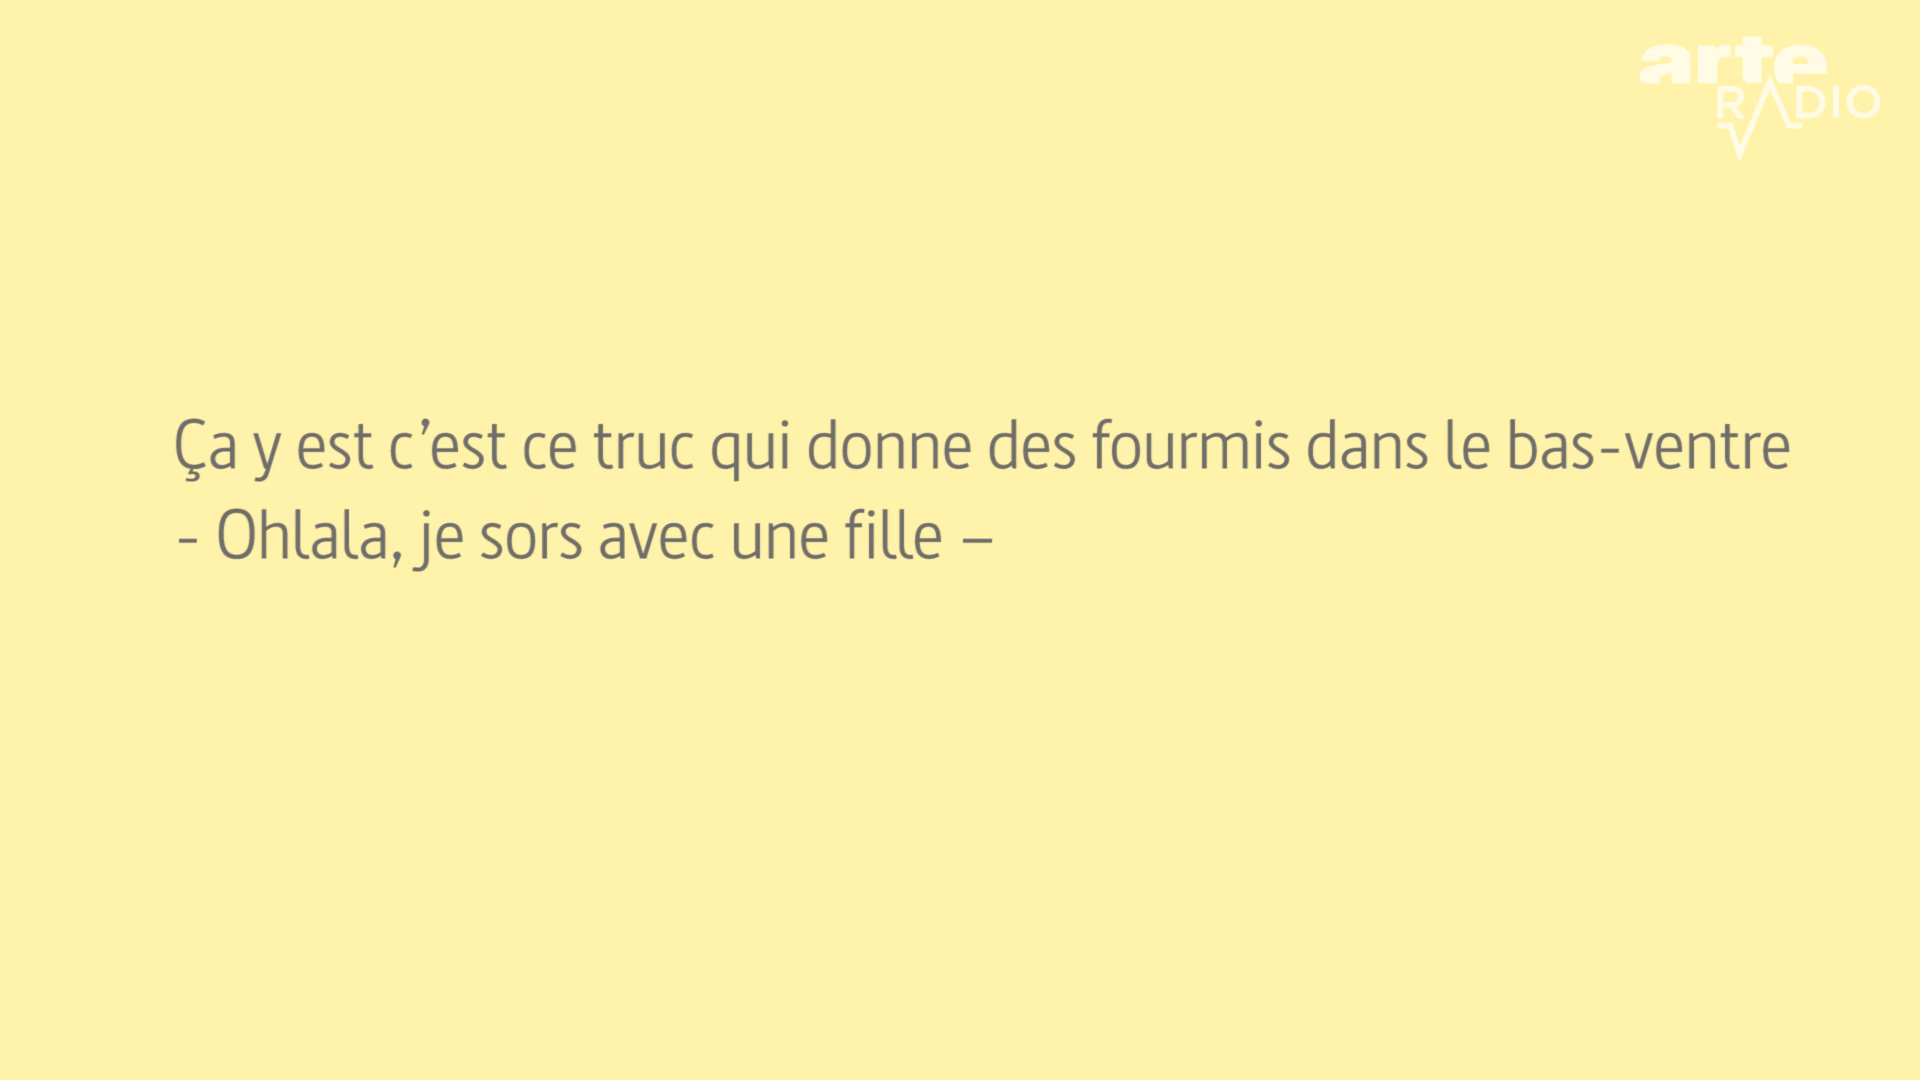 arte
RADIO
Ça y est c’est ce truc qui donne des fourmis dans le bas-ventre
- Ohlala, je sors avec une fille –